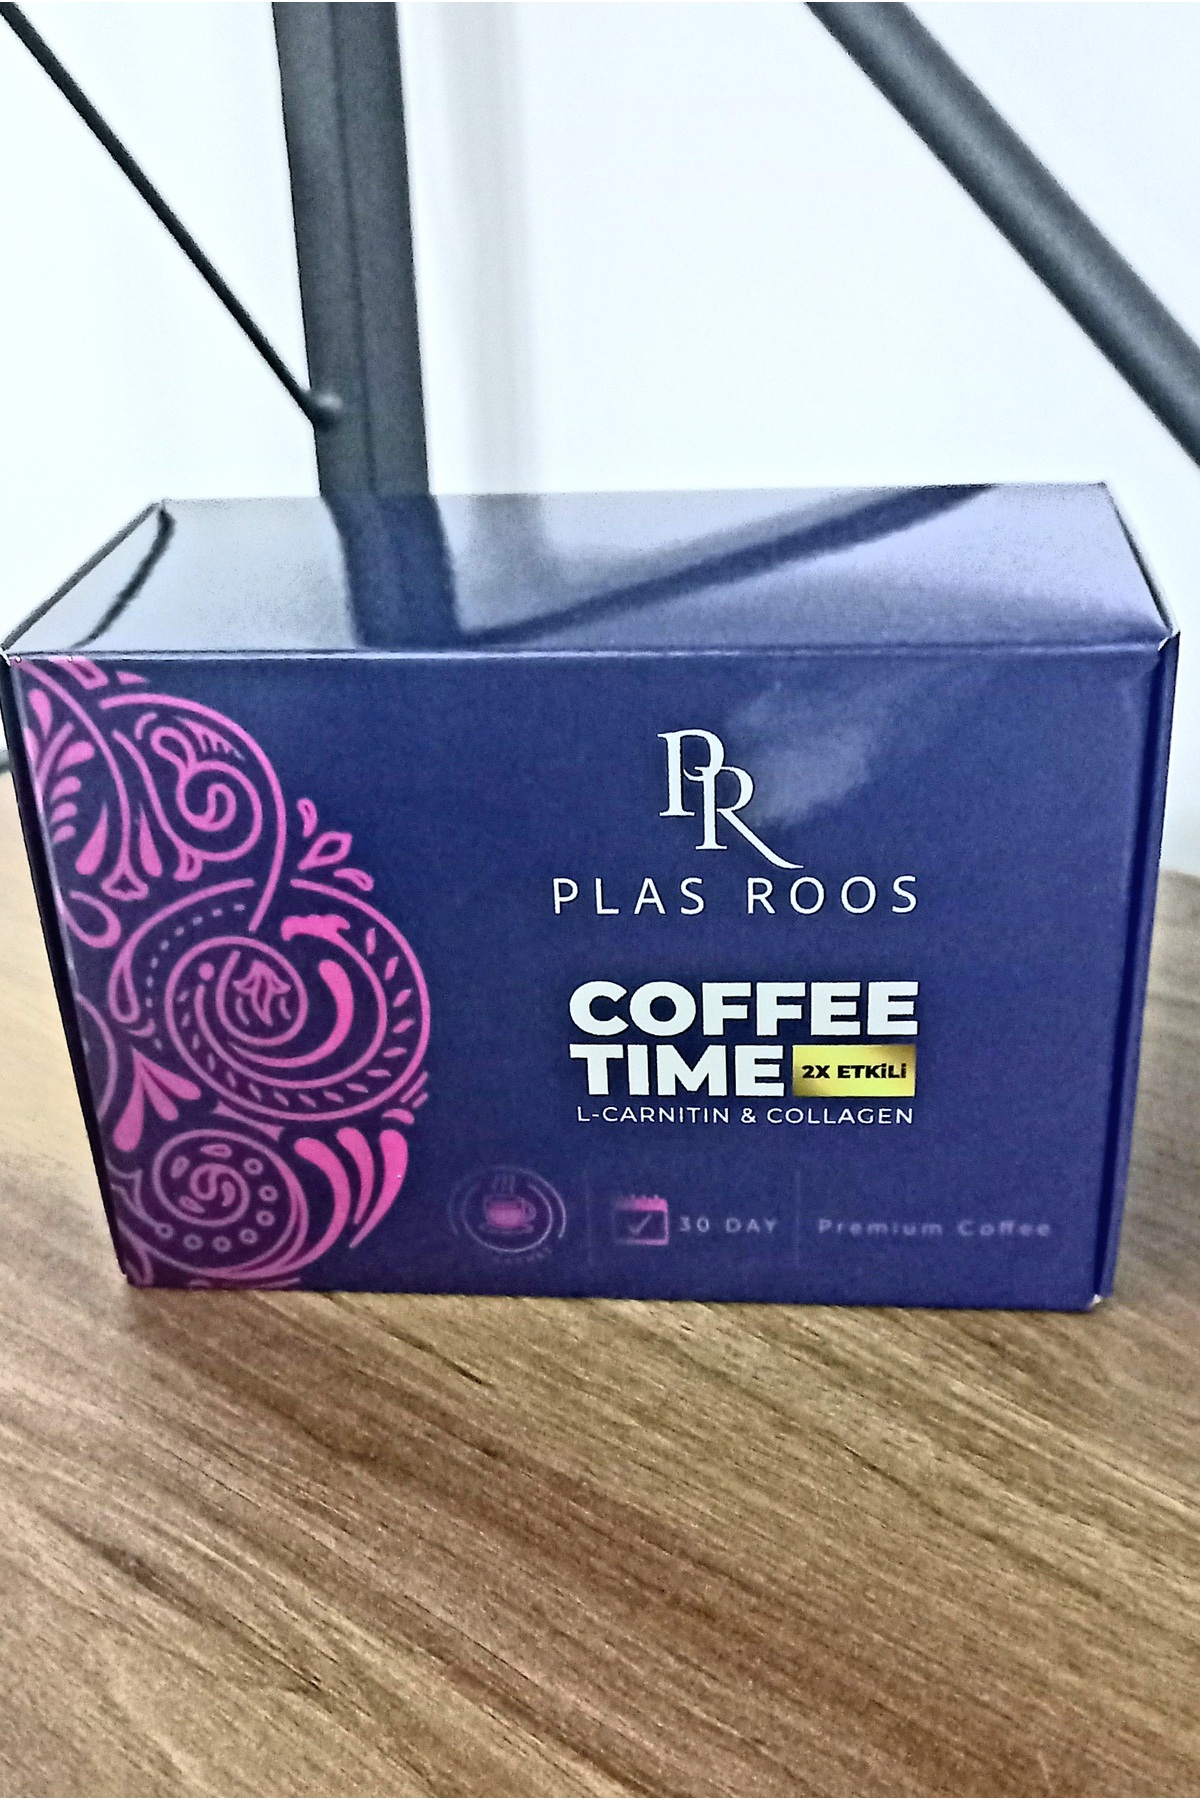 PR
PLAS ROOS
COFFEE
TIME 2X ETKİLİ
L-CARNITIN & COLLAGEN
30 DAY Premium Coffee